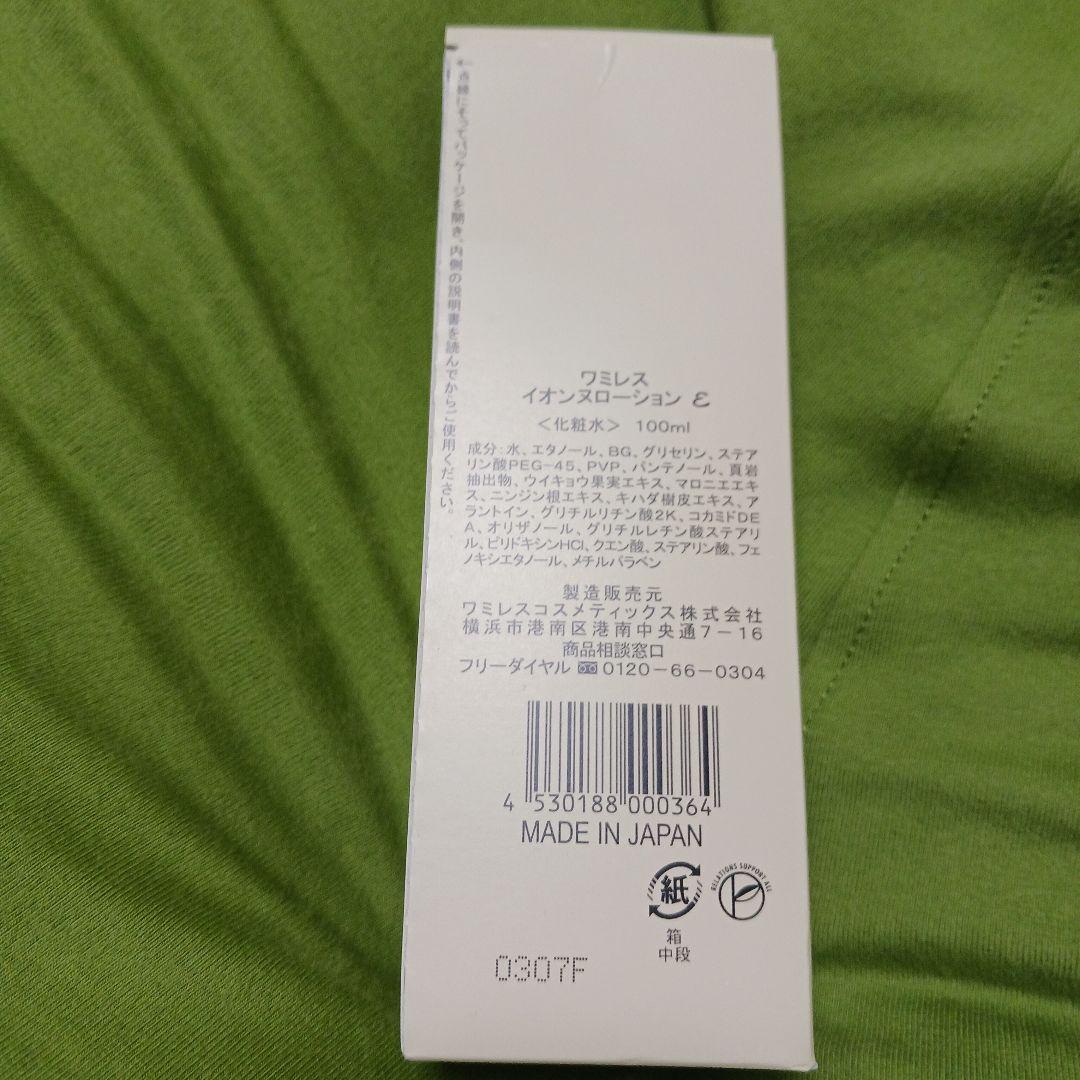 ←点線にそってパッケージを開き、内側の説明書を読んでからご使用ください。
ワミレス
イオンヌローション ε
＜化粧水＞ 100ml
成分：水、エタノール、BG、グリセリン、ステア
リン酸PEG-45、PVP、パンテノール、頁岩
抽出物、ウイキョウ果実エキス、マロニエエキ
ス、ニンジン根エキス、キハダ樹皮エキス、ア
ラントイン、グリチルリチン酸2K、コカミドDE
A、オリザノール、グリチルレチン酸ステアリ
ル、ピリドキシンHCl、クエン酸、ステアリン酸、フェ
ノキシエタノール、メチルパラベン
製造販売元
ワミレスコスメティックス株式会社
横浜市港南区港南中央通7-16
商品相談窓口
フリーダイヤル 0120-66-0304
4 530188 000364
MADE IN JAPAN
紙
RELATIONS SUPPORT ALL
箱
中段
0307F